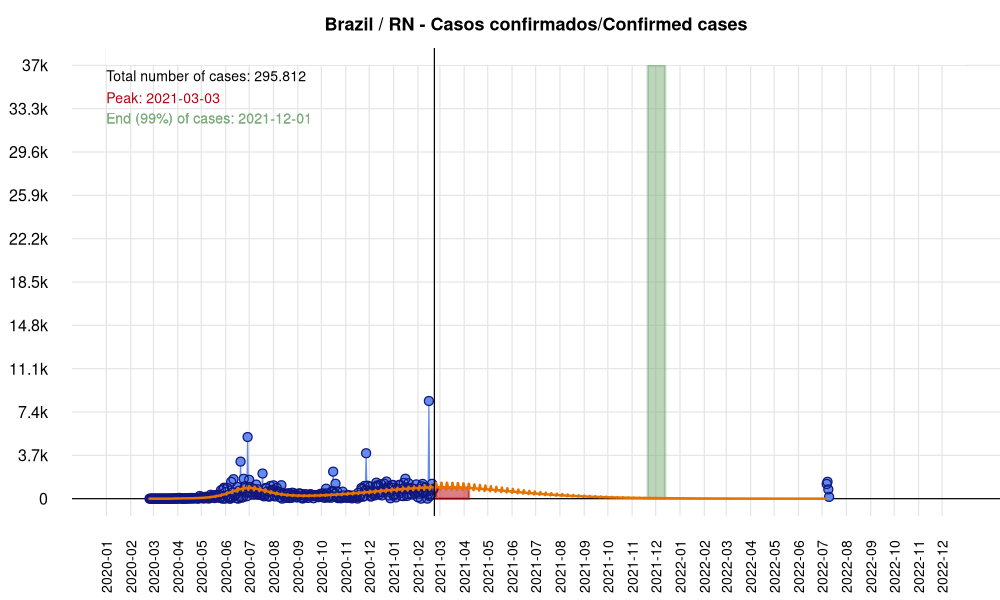 Brazil / RN - Casos confirmados/Confirmed cases
Total number of cases: 295.812
Peak: 2021-03-03
End (99%) of cases: 2021-12-01
37k
33.3k
29.6k
25.9k
22.2k
18.5k
14.8k
11.1k
7.4k
3.7k
0
2020-01
2020-02
2020-03
2020-04
2020-05
2020-06
2020-07
2020-08
2020-09
2020-10
2020-11
2020-12
2021-01
2021-02
2021-03
2021-04
2021-05
2021-06
2021-07
2021-08
2021-09
2021-10
2021-11
2021-12
2022-01
2022-02
2022-03
2022-04
2022-05
2022-06
2022-07
2022-08
2022-09
2022-10
2022-11
2022-12